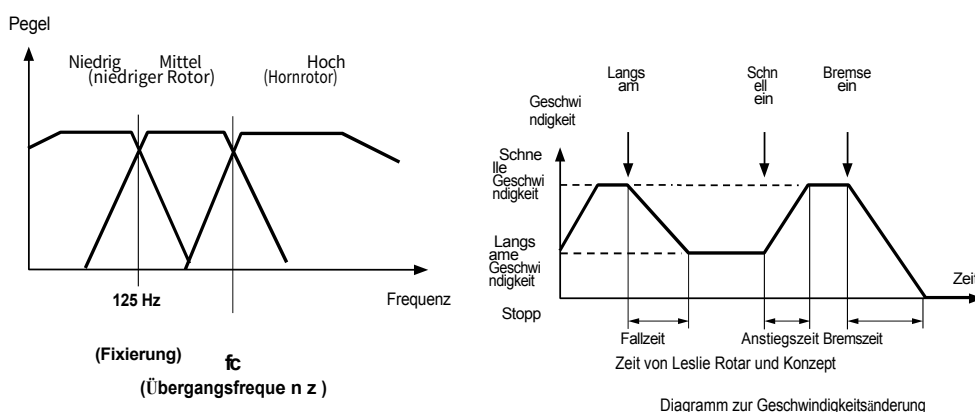 Pegel
Niedrig Mittel Hoch
(niedriger Rotor) (Hornrotor)
125 Hz
Frequenz
(Fixierung)
fc
(Übergangsfreque n z )
Langs
am
Schn
ell
ein
Bremse
ein
Geschwi
ndigkeit
Schne
lle
Geschwi
ndigkeit
Langs
ame
Geschwi
ndigkeit
Stopp
Zeit
Fallzeit
Anstiegszeit Bremszeit
Zeit von Leslie Rotar und Konzept
Diagramm zur Geschwindigkeitsänderung